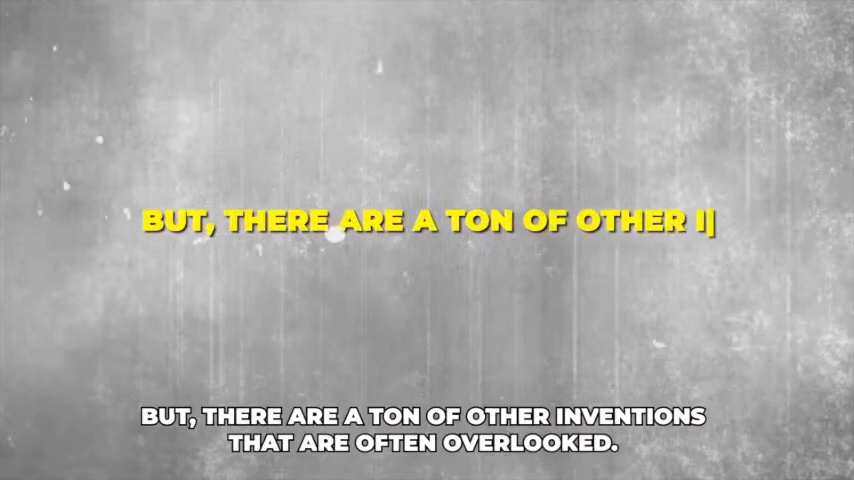 BUT, THERE ARE A TON OF OTHER I|
BUT, THERE ARE A TON OF OTHER INVENTIONS
THAT ARE OFTEN OVERLOOKED.